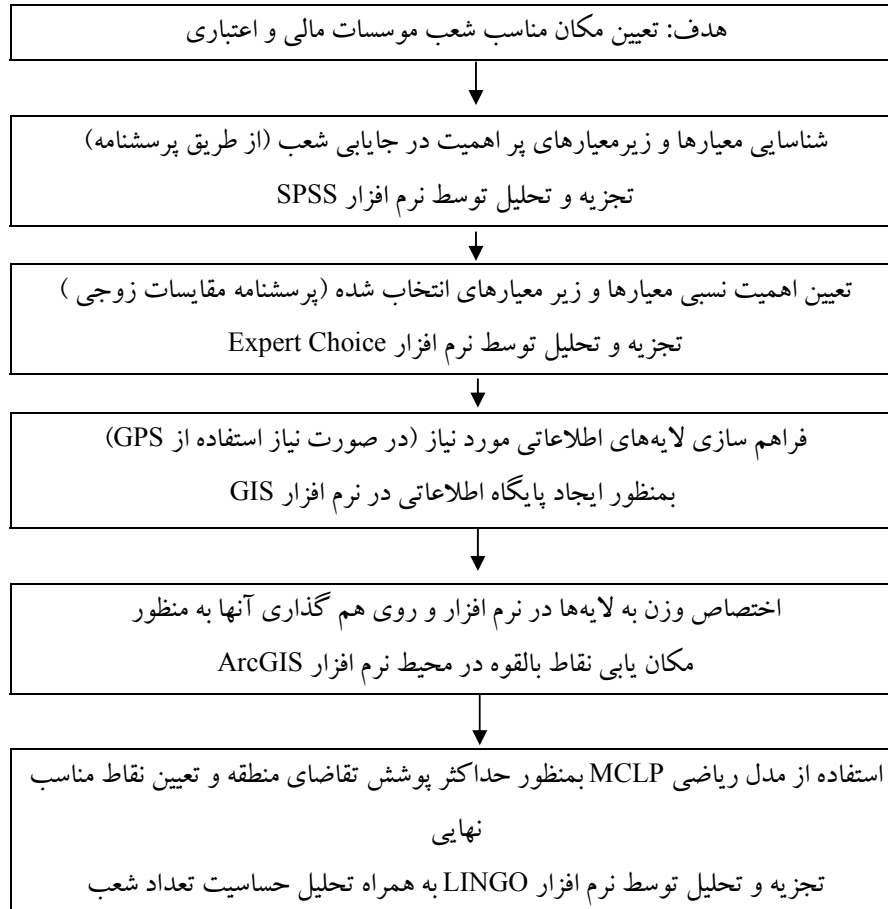 هدف: تعیین مکان مناسب شعب موسسات مالی و اعتباری
شناسایی معیارها و زیرمعیارهای پر اهمیت در جایابی شعب (از طریق پرسشنامه)
تجزیه و تحلیل توسط نرم افزار SPSS
تعیین اهمیت نسبی معیارها و زیر معیارهای انتخاب شده (پرسشنامه مقایسات زوجی )
تجزیه و تحلیل توسط نرم افزار Expert Choice
فراهم سازی لایه‌های اطلاعاتی مورد نیاز (در صورت نیاز استفاده از GPS)
بمنظور ایجاد پایگاه اطلاعاتی در نرم افزار GIS
اختصاص وزن به لایه‌ها در نرم افزار و روی هم گذاری آنها به منظور
مکان یابی نقاط بالقوه در محیط نرم افزار ArcGIS
استفاده از مدل ریاضی MCLP بمنظور حداکثر پوشش تقاضای منطقه و تعیین نقاط مناسب
نهایی
تجزیه و تحلیل توسط نرم افزار LINGO به همراه تحلیل حساسیت تعداد شعب